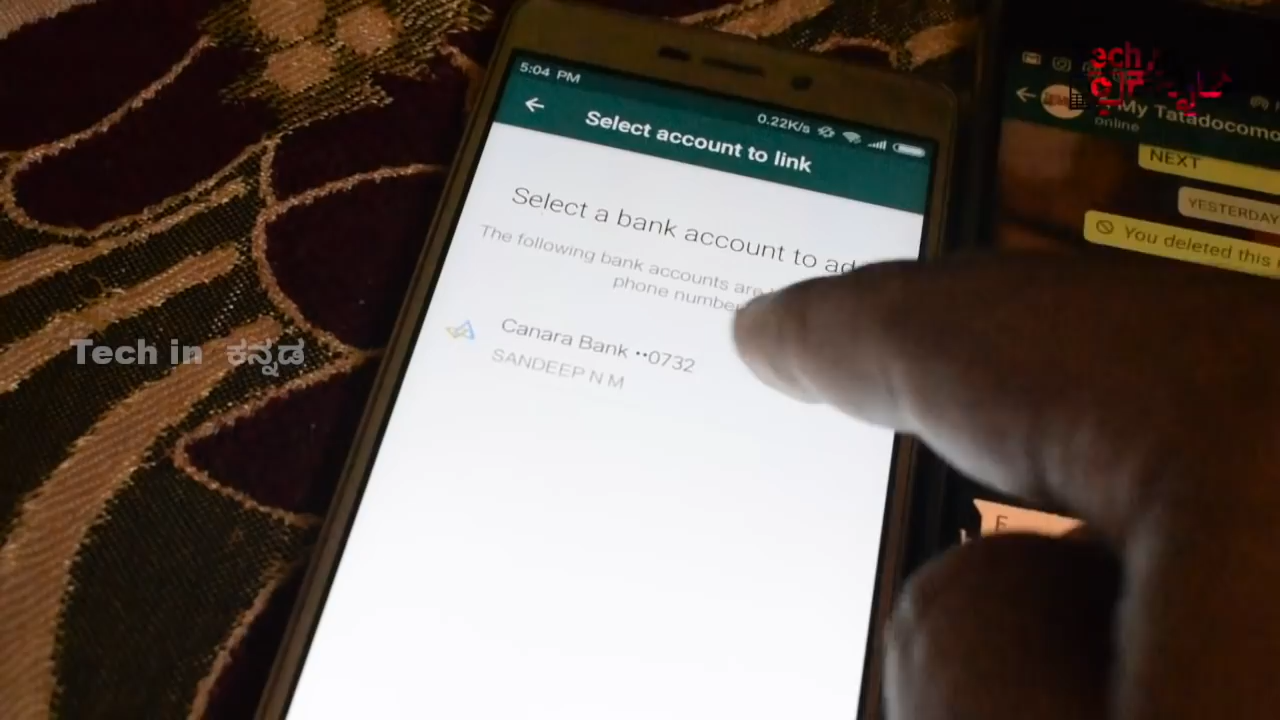 5:04 PM
0.22K/s
Select account to link
Select a bank account to
The following bank accounts are
phone number
Canara Bank ••0732
SANDEEP N M
Tech in ಕನ್ನಡ
My Tatadocomo
online
NEXT
YESTERDAY
You deleted this